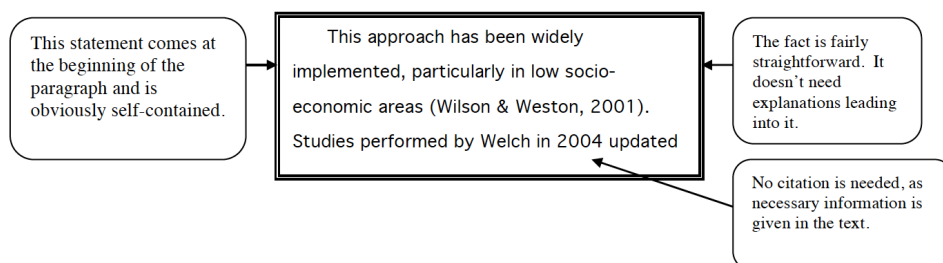 This statement comes at
the beginning of the
paragraph and is
obviously self-contained.
This approach has been widely
implemented, particularly in low socio-
economic areas (Wilson & Weston, 2001).
Studies performed by Welch in 2004 updated
The fact is fairly
straightforward.  It
doesn't need
explanations leading
into it.
No citation is needed, as
necessary information is
given in the text.